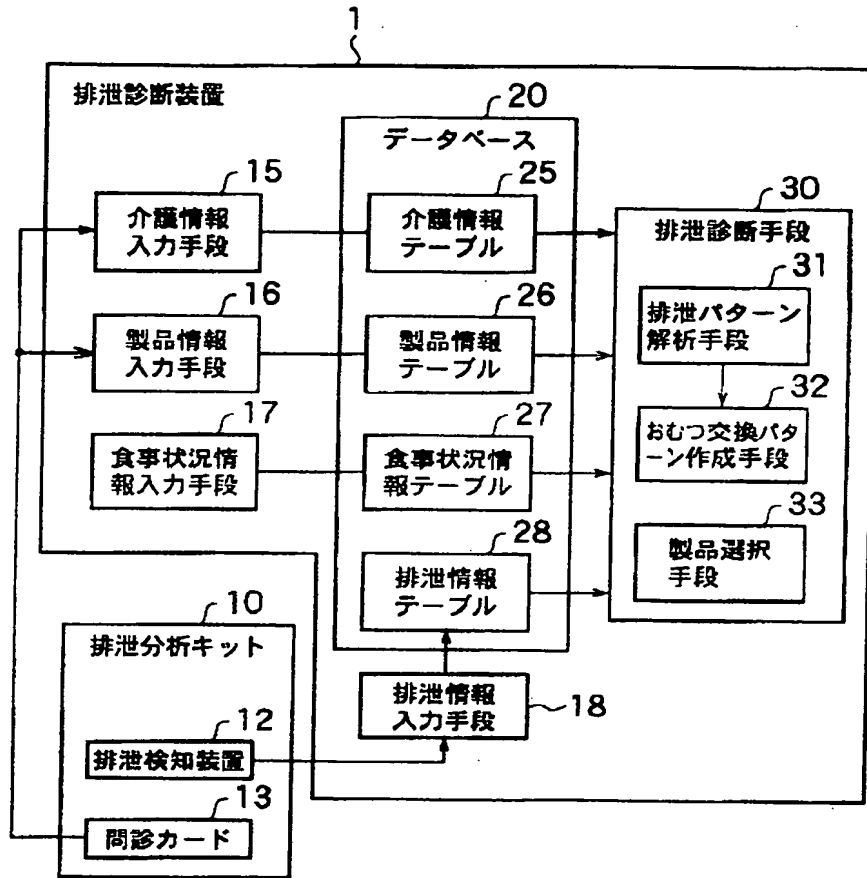 1
排泄診断装置
20
データベース
15
介護情報
入力手段
25
介護情報
テーブル
30
排泄診断手段
16
製品情報
入力手段
26
製品情報
テーブル
31
排泄パターン
解析手段
17
食事状況情
報入力手段
27
食事状況情
報テーブル
32
おむつ交換パタ
ーン作成手段
28
排泄情報
テーブル
33
製品選択
手段
10
排泄分析キット
排泄情報
入力手段
18
12
排泄検知装置
13
問診カード